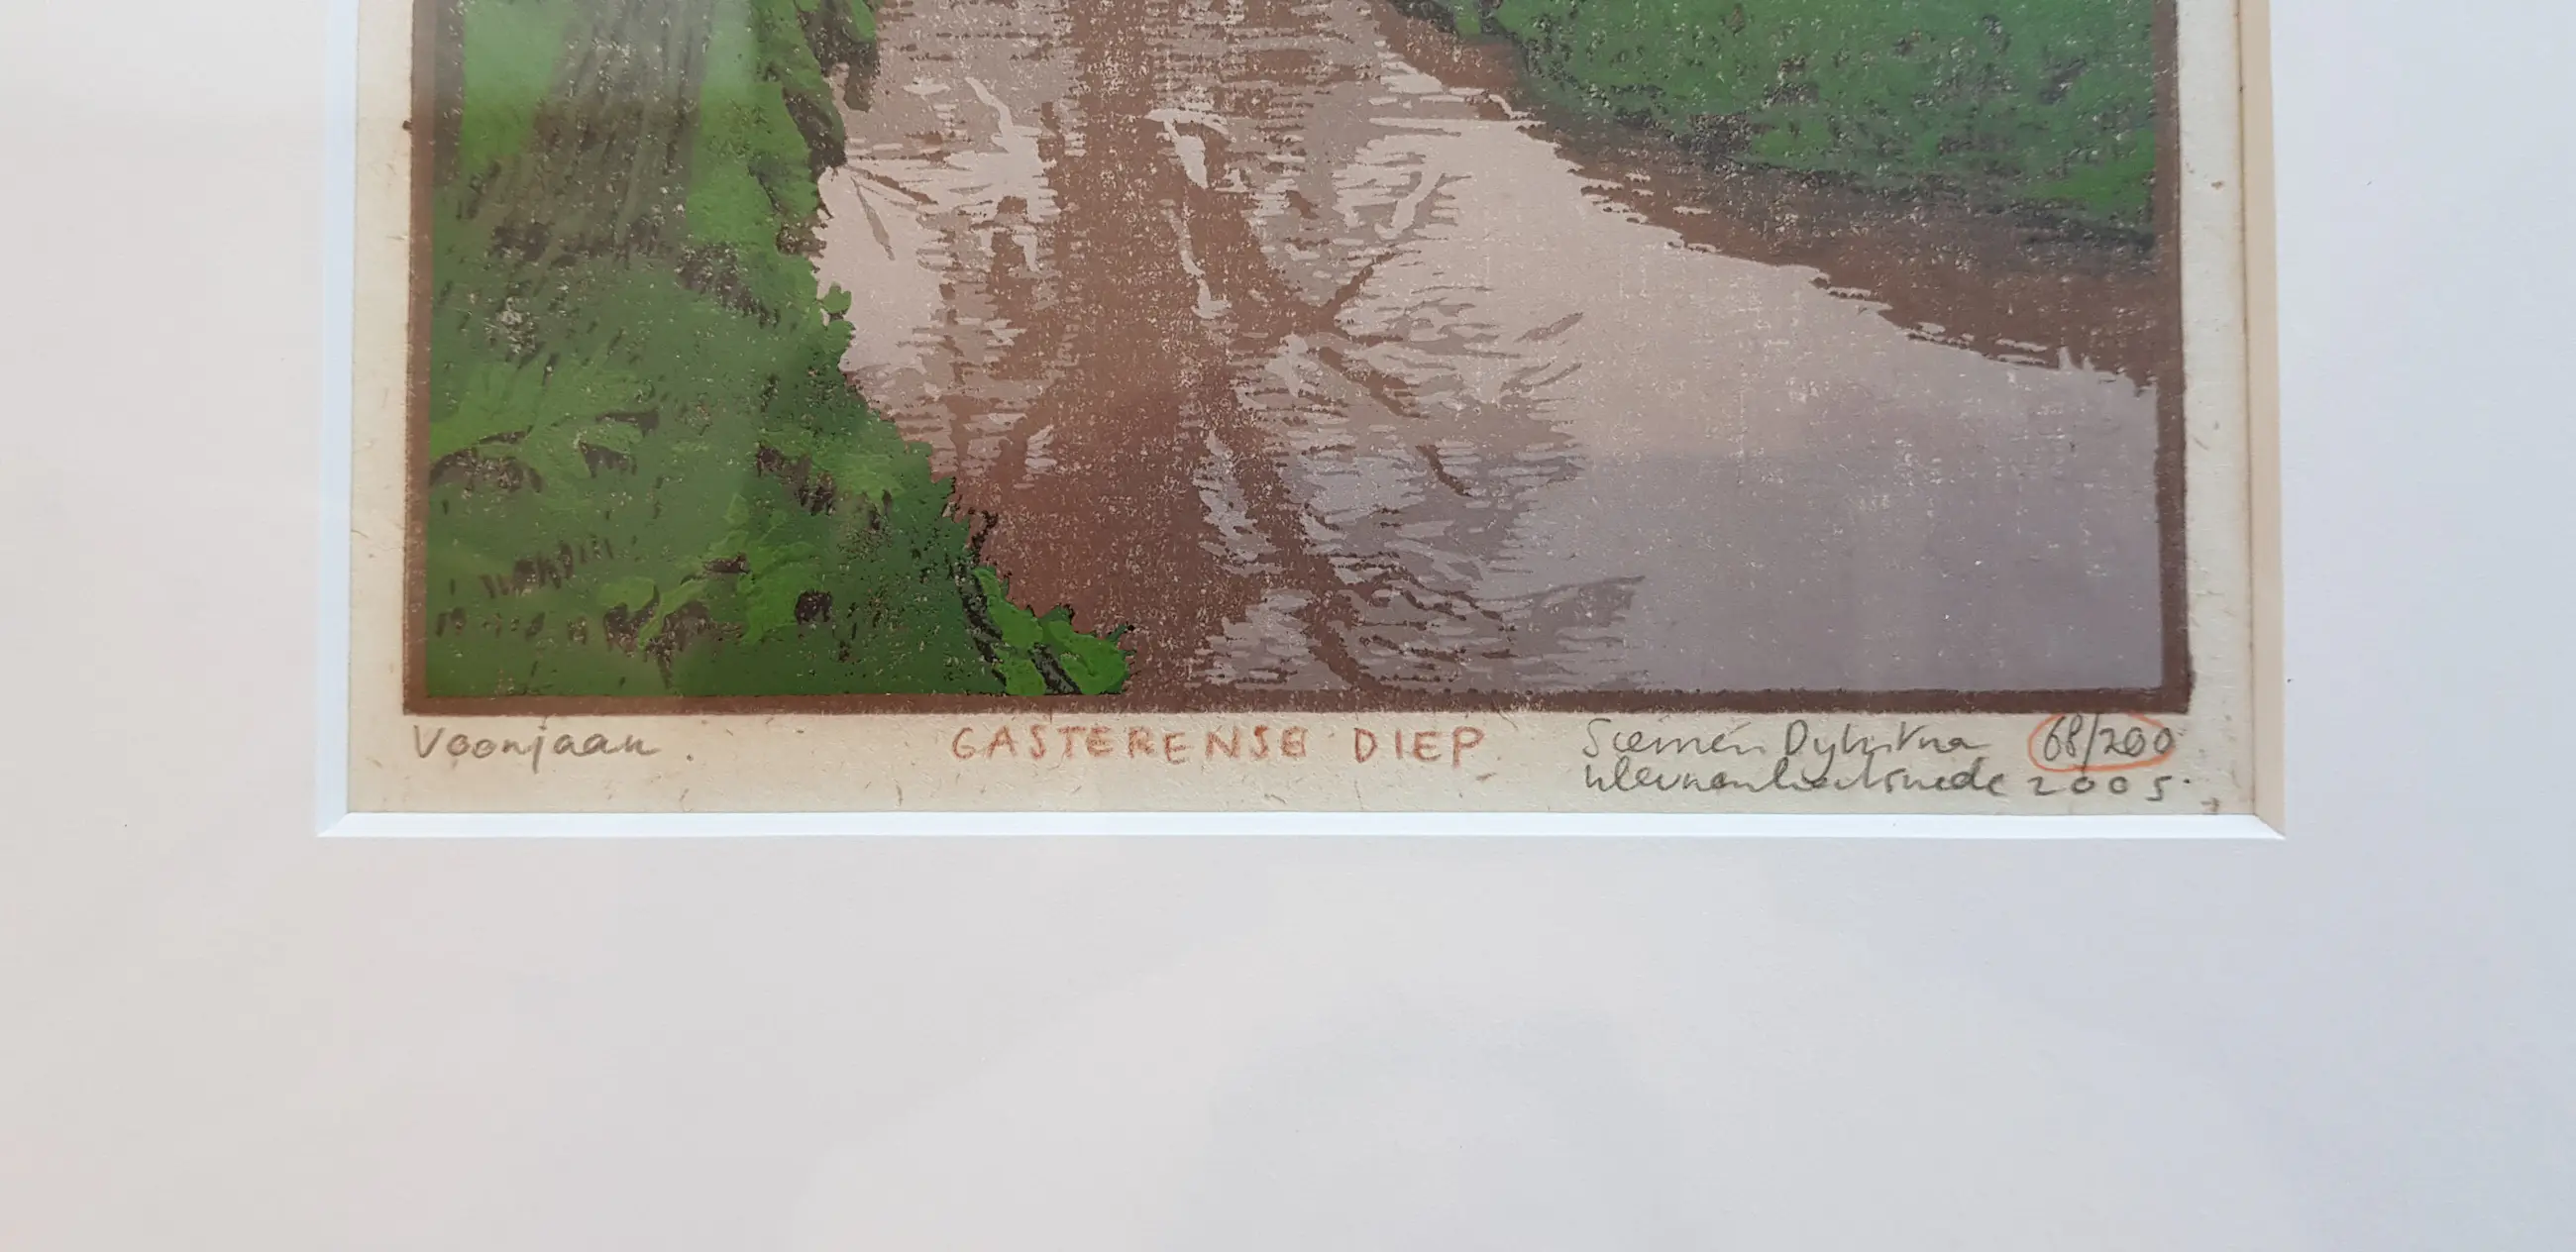 Voorjaar. GASTERENSE DIEP. Siemen Dijkstra 68/200
kleurenhoutsnede 2005.